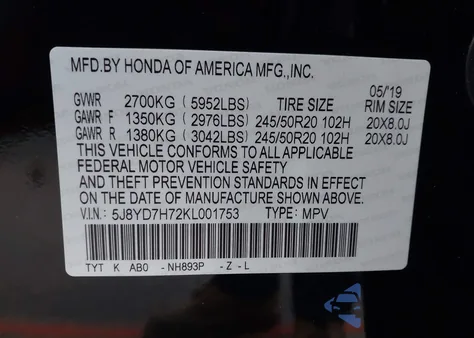 MFD.BY HONDA OF AMERICA MFG.,INC.
05/'19
GVWR 2700KG ( 5952LBS) TIRE SIZE RIM SIZE
GAWR F 1350KG ( 2976LBS) 245/50R20 102H 20X8.0J
GAWR R 1380KG ( 3042LBS) 245/50R20 102H 20X8.0J
THIS VEHICLE CONFORMS TO ALL APPLICABLE
FEDERAL MOTOR VEHICLE SAFETY
AND THEFT PREVENTION STANDARDS IN EFFECT
ON THE DATE OF MANUFACTURE SHOWN ABOVE.
V.I.N: 5J8YD7H72KL001753 TYPE: MPV
TYT K AB0 -NH893P -Z-L